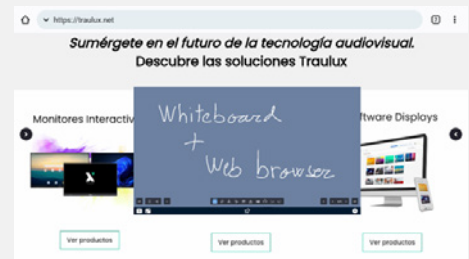 https://traulux.net
Sumérgete en el futuro de la tecnología audiovisual.
Descubre las soluciones Traulux
Monitores Interactiv
Whiteboard
+
Web browser
tware Displays
Ver productos
Ver productos
Ver productos